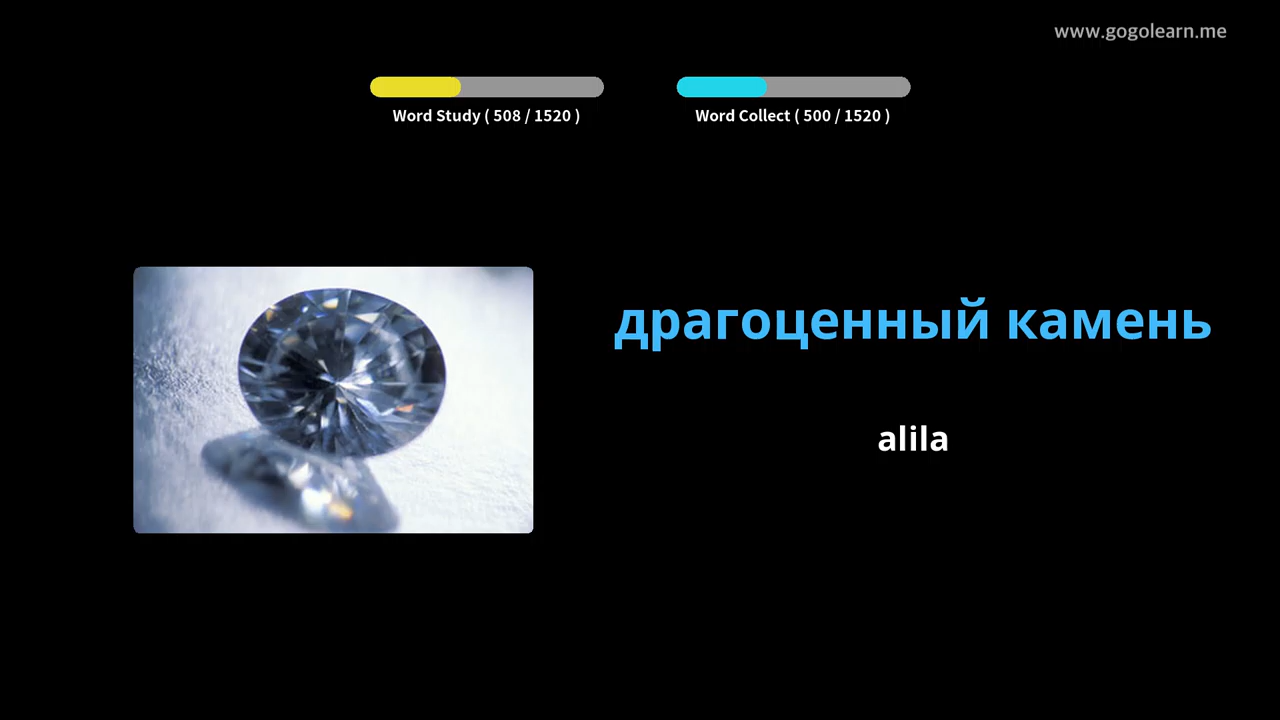 www.gogolearn.me
Word Study ( 508 / 1520 )
Word Collect ( 500 / 1520 )
драгоценный камень
alila